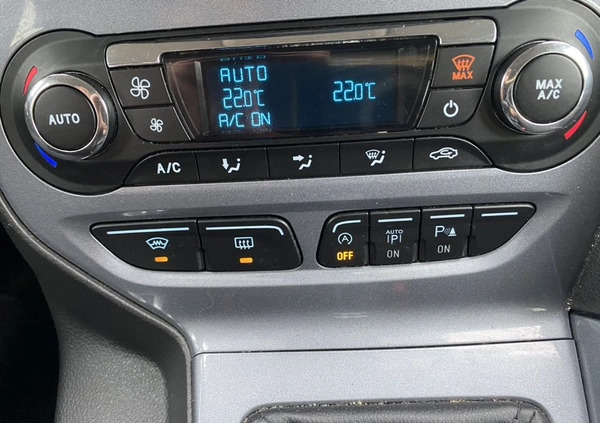 AUTO
22.0°C 22.0°C
A/C ON
MAX
AUTO
MAX
A/C
A/C
A
OFF
AUTO
P
ON
P
ON